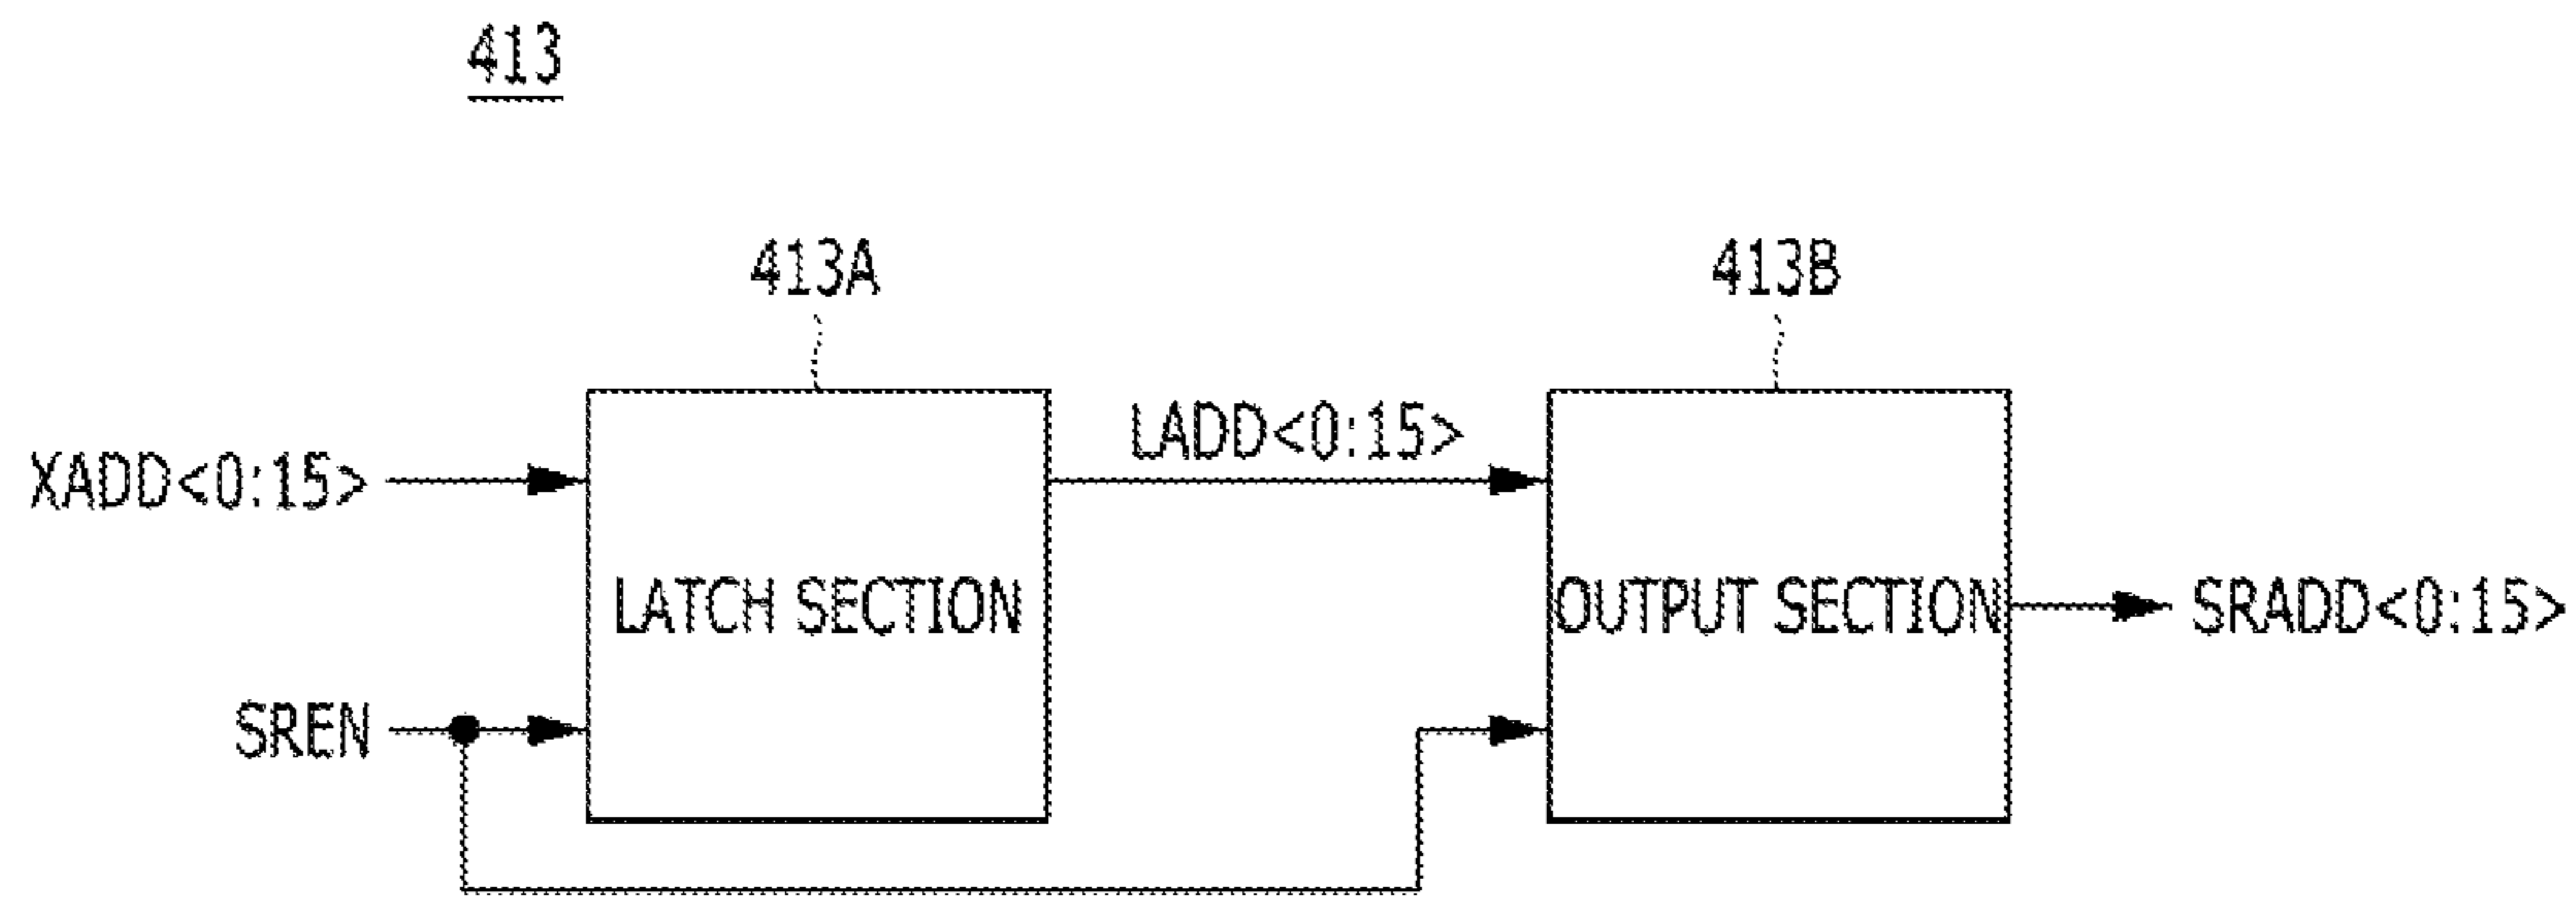 413
413A
413B
XADD<0:15>
LADD<0:15>
LATCH SECTION
OUTPUT SECTION
SRADD<0:15>
SREN